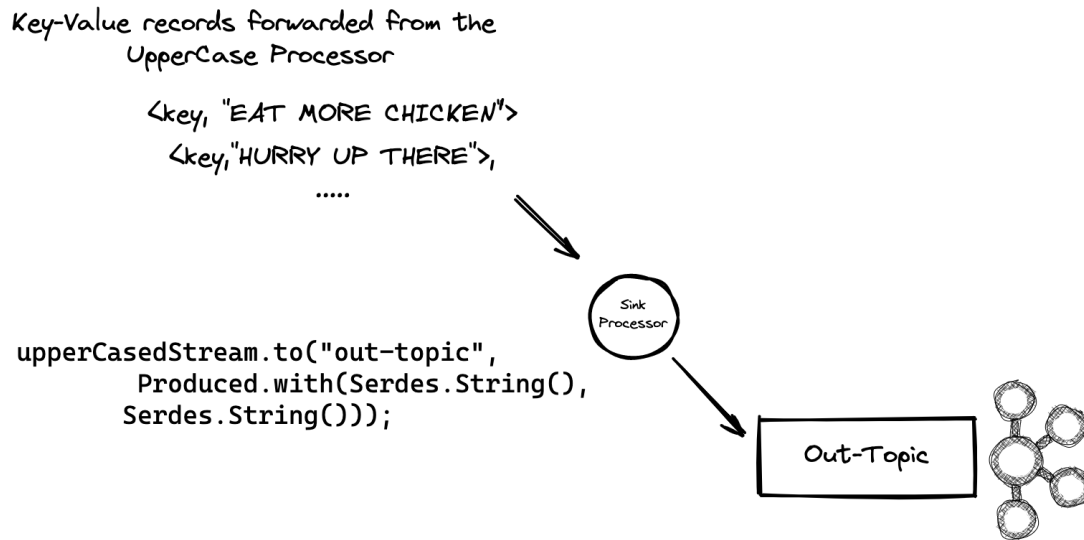 Key-Value records forwarded from the
UpperCase Processor
<key, "EAT MORE CHICKEN">
<key,"HURRY UP THERE">,
.....
Sink
Processor
upperCasedStream.to("out-topic",
Produced.with(Serdes.String(),
Serdes.String()));
Out-Topic